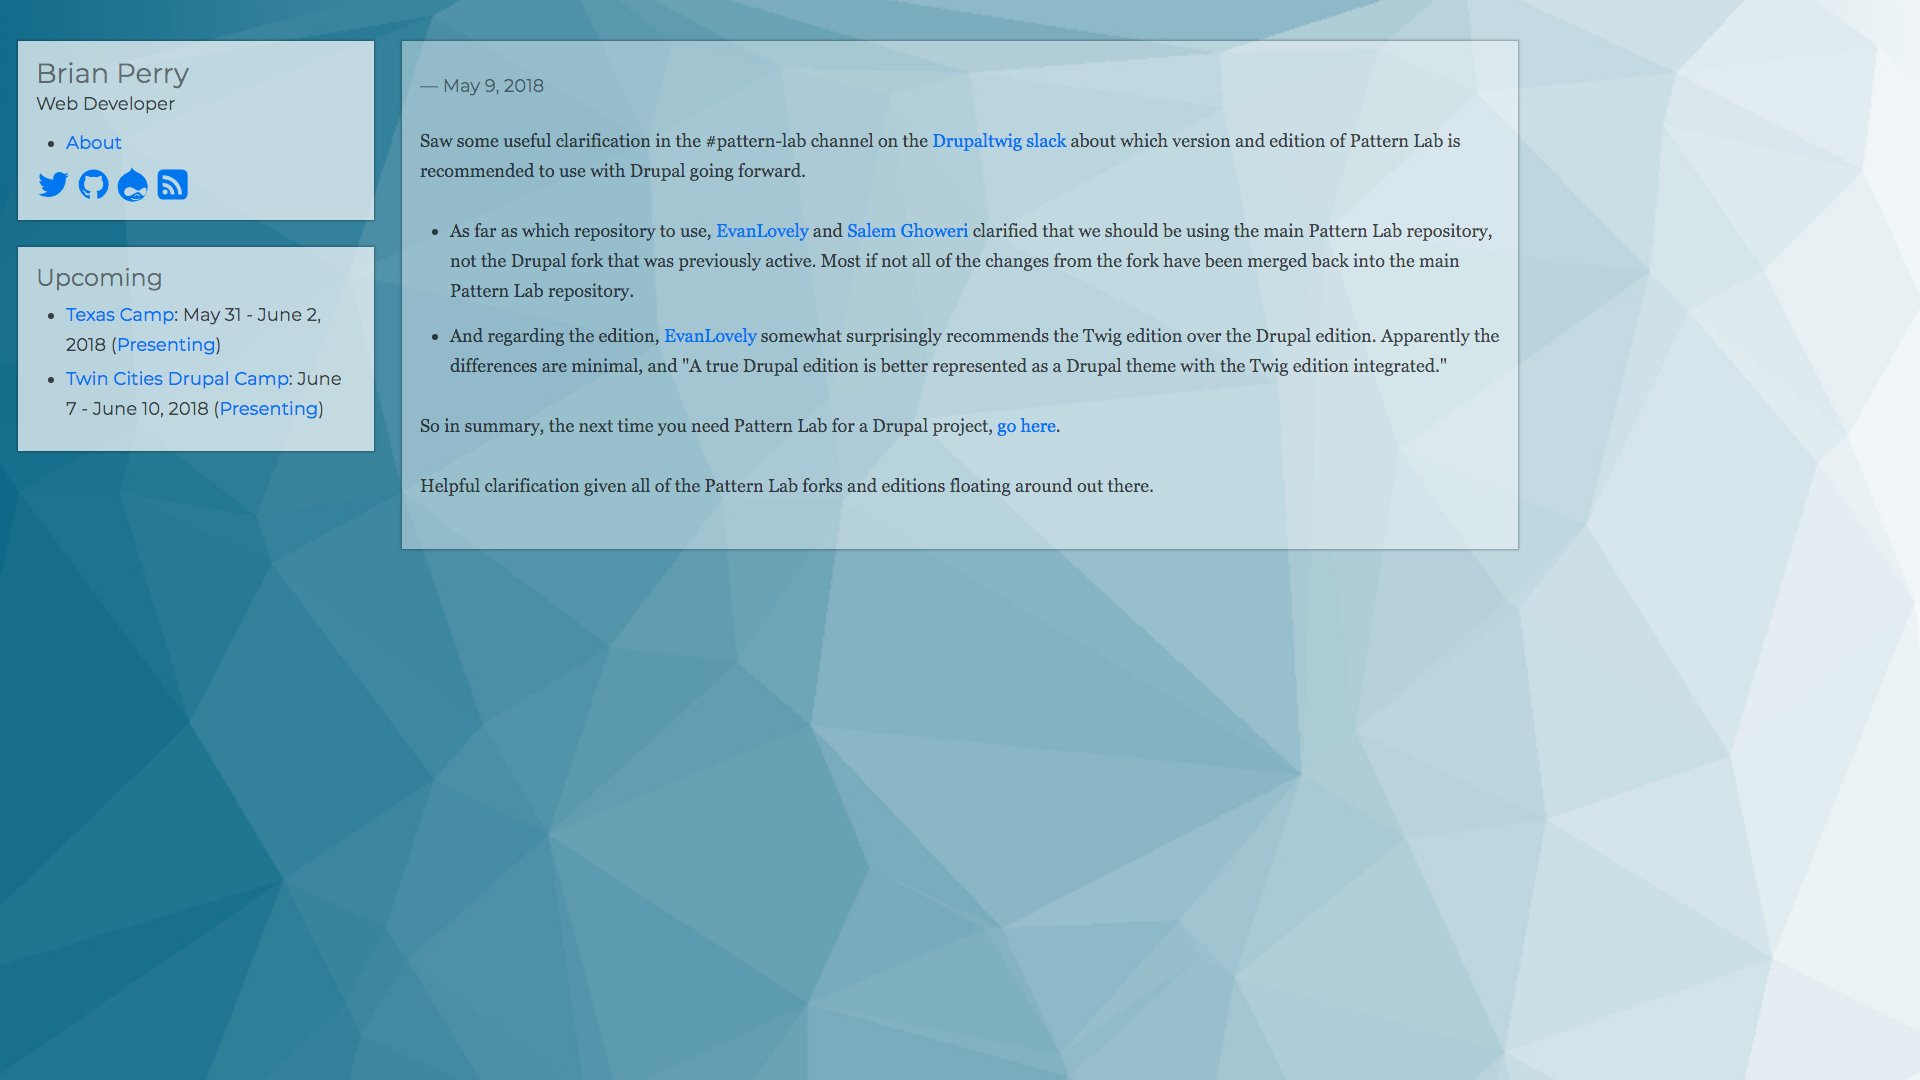 Brian Perry
Web Developer
• About
Upcoming
• Texas Camp: May 31 - June 2,
2018 (Presenting)
• Twin Cities Drupal Camp: June
7 - June 10, 2018 (Presenting)
— May 9, 2018
Saw some useful clarification in the #pattern-lab channel on the Drupaltwig slack about which version and edition of Pattern Lab is
recommended to use with Drupal going forward.
• As far as which repository to use, EvanLovely and Salem Ghoweri clarified that we should be using the main Pattern Lab repository,
not the Drupal fork that was previously active. Most if not all of the changes from the fork have been merged back into the main
Pattern Lab repository.
• And regarding the edition, EvanLovely somewhat surprisingly recommends the Twig edition over the Drupal edition. Apparently the
differences are minimal, and "A true Drupal edition is better represented as a Drupal theme with the Twig edition integrated."
So in summary, the next time you need Pattern Lab for a Drupal project, go here.
Helpful clarification given all of the Pattern Lab forks and editions floating around out there.